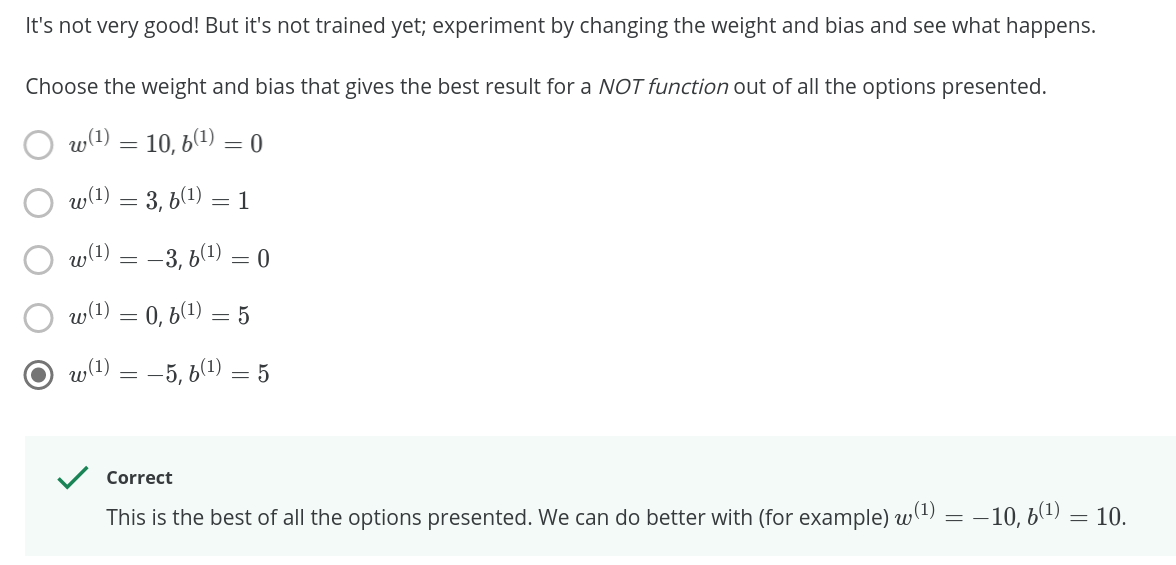 It's not very good! But it's not trained yet; experiment by changing the weight and bias and see what happens.
Choose the weight and bias that gives the best result for a NOT function out of all the options presented.
w⁽¹⁾ = 10, b⁽¹⁾ = 0
w⁽¹⁾ = 3, b⁽¹⁾ = 1
w⁽¹⁾ = −3, b⁽¹⁾ = 0
w⁽¹⁾ = 0, b⁽¹⁾ = 5
w⁽¹⁾ = −5, b⁽¹⁾ = 5
Correct
This is the best of all the options presented. We can do better with (for example) w⁽¹⁾ = −10, b⁽¹⁾ = 10.